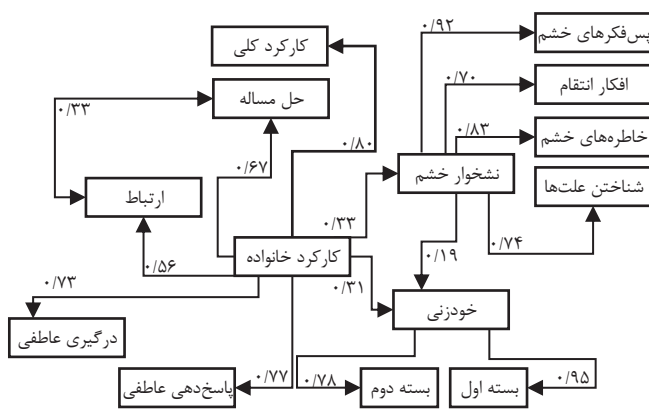 پس‌فکرهای خشم
۰/۹۲
کارکرد کلی
افکار انتقام
۰/۷۰
حل مساله
۰/۳۳
خاطره‌های خشم
۰/۸۳
۰/۸۰
نشخوار خشم
۰/۶۷
شناختن علت‌ها
ارتباط
۰/۳۳
۰/۷۴
۰/۱۹
کارکرد خانواده
۰/۵۶
۰/۷۳
۰/۳۱
خودزنی
درگیری عاطفی
۰/۷۷
۰/۷۸
۰/۹۵
پاسخ‌دهی عاطفی
بسته دوم
بسته اول